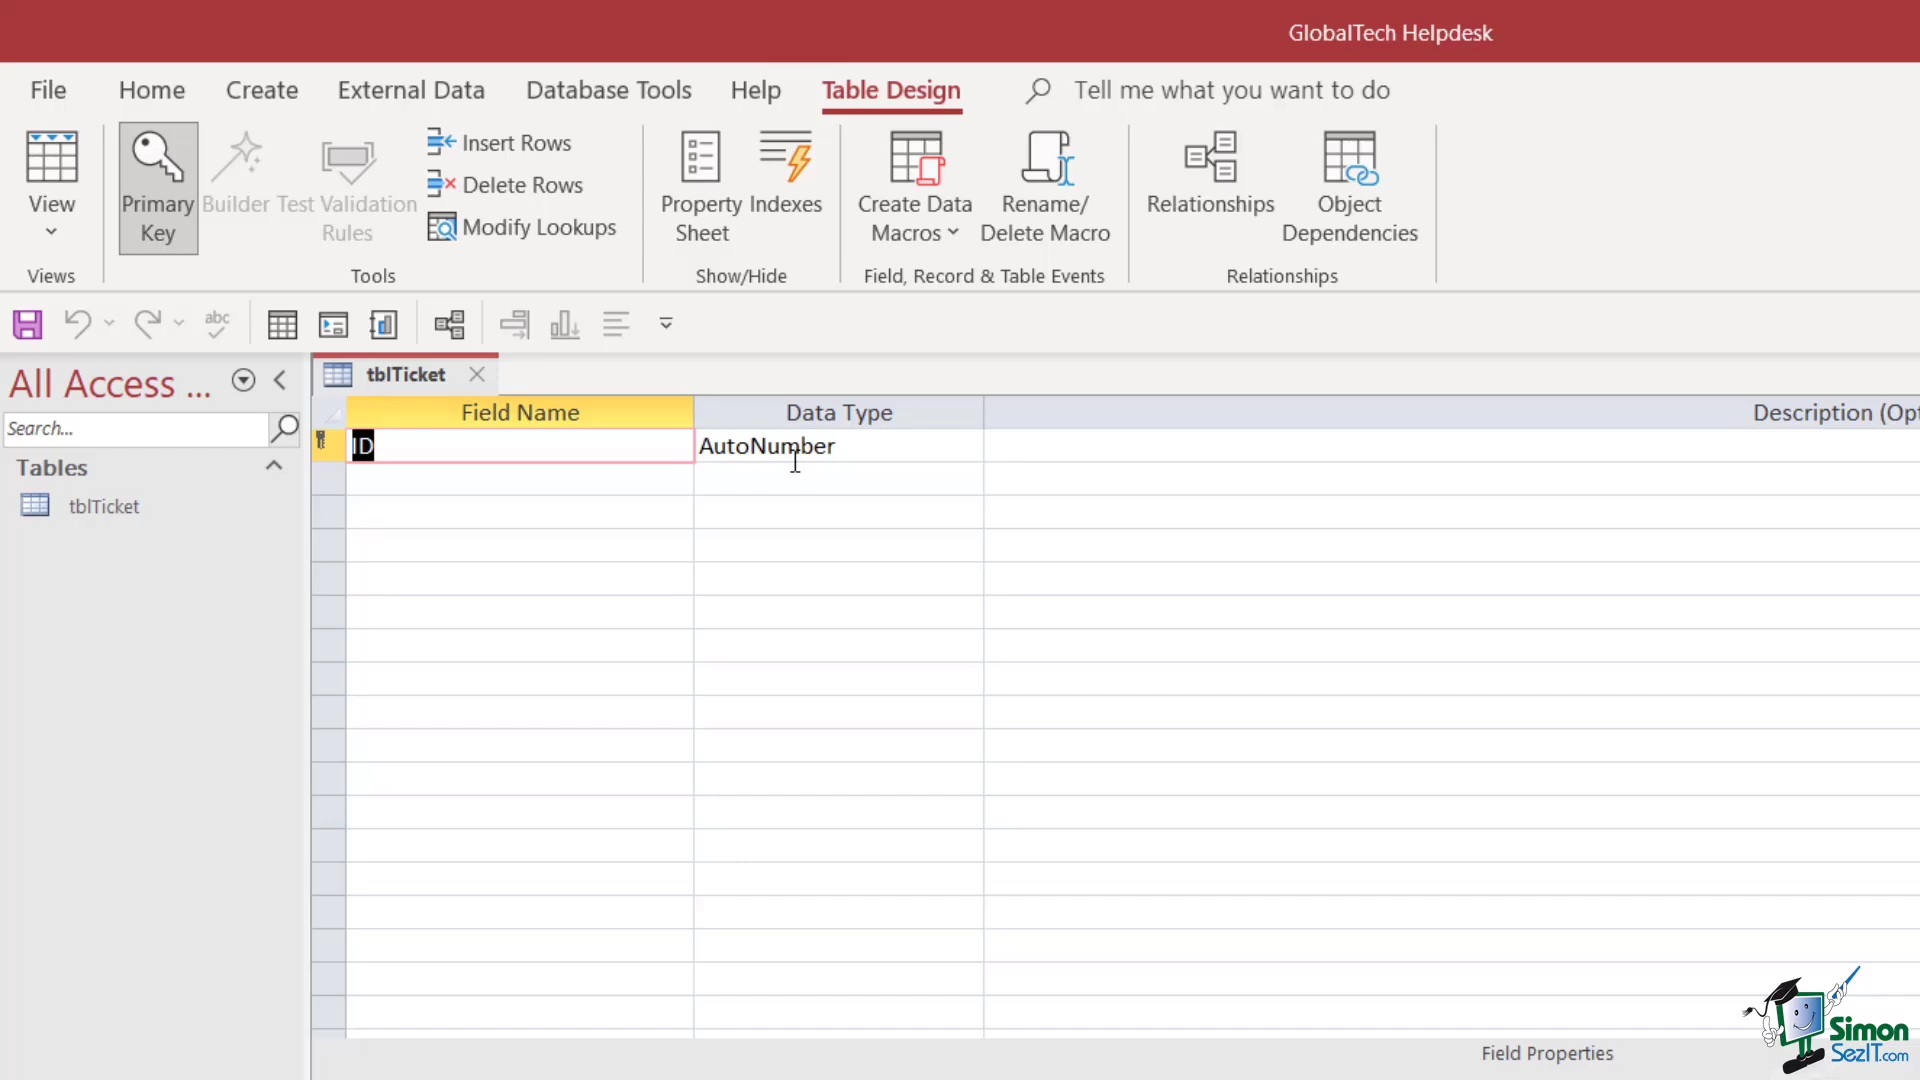 GlobalTech Helpdesk
File Home Create External Data Database Tools Help Table Design Tell me what you want to do
View
Primary Key
Builder
Test Validation Rules
Insert Rows
Delete Rows
Modify Lookups
Property Sheet
Indexes
Create Data Macros
Rename/ Delete Macro
Relationships
Object Dependencies
Views Tools Show/Hide Field, Record & Table Events Relationships
abc
All Access ...
tblTicket
Search...
Field Name Data Type Description (Opt
ID AutoNumber
Tables
tblTicket
Field Properties
Simon
SezIT.com